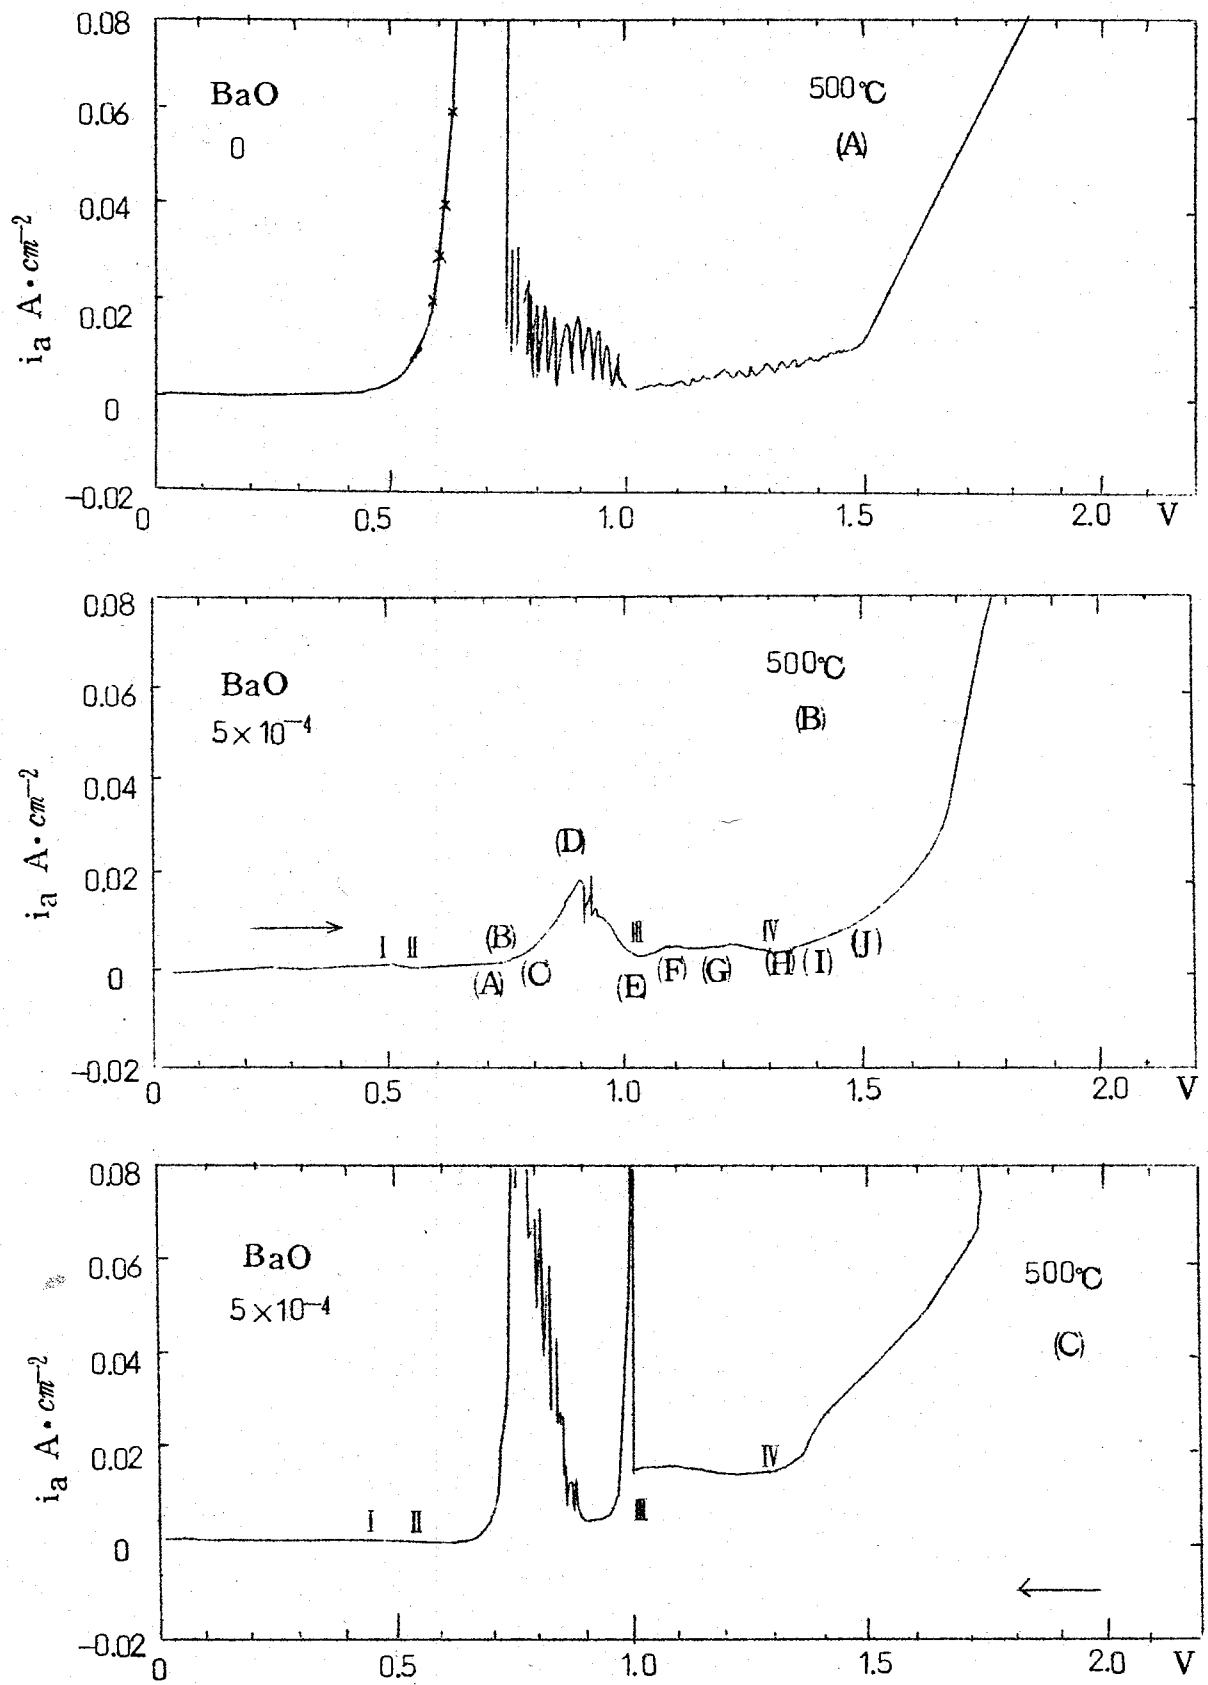 0.08
BaO
0
500℃
(A)
0.06
0.04
0.02
0
-0.02
i_a A・cm⁻²
0 0.5 1.0 1.5 2.0 V
0.08
BaO
5×10⁻⁴
500℃
(B)
0.06
0.04
0.02
0
-0.02
i_a A・cm⁻²
(D)
I II (B) III IV
(A) (C) (E) (F) (G) (H) (I) (J)
0 0.5 1.0 1.5 2.0 V
0.08
BaO
5×10⁻⁴
500℃
(C)
0.06
0.04
0.02
0
-0.02
i_a A・cm⁻²
I II III IV
0 0.5 1.0 1.5 2.0 V